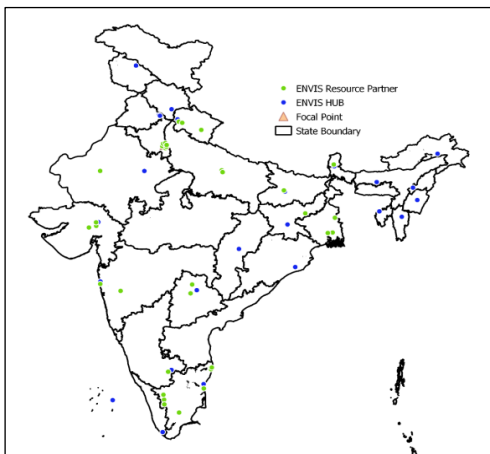 ENVIS Resource Partner
ENVIS HUB
Focal Point
State Boundary